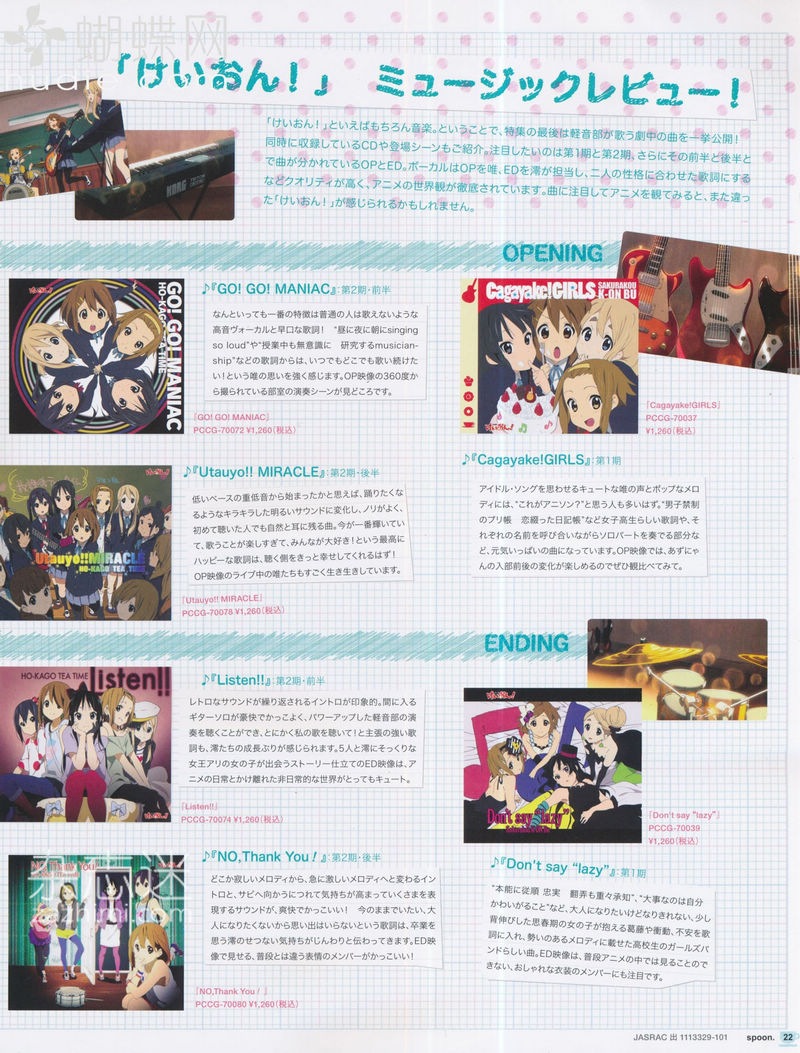 蝴蝶网
「けいおん！」 ミュージックレビュー！
「けいおん！」といえばもちろん音楽。ということで、特集の最後は軽音部が歌う劇中の曲を一挙公開！
同時に収録しているCDや登場シーンもご紹介。注目したいのは第1期と第2期、さらにその前半と後半と
で曲が分かれているOPとED。ボーカルはOPを唯、EDを澪が担当し、二人の性格に合わせた歌詞にする
などクオリティが高く、アニメの世界観が徹底されています。曲に注目してアニメを観てみると、また違っ
た「けいおん！」が感じられるかもしれません。
KORG
OPENING
けいおん！
GO! GO! MANIAC
HO-KAGO TEA TIME
♪『GO! GO! MANIAC』：第2期・前半
なんといっても一番の特徴は普通の人は歌えないような
高音ヴォーカルと早口な歌詞！ “昼に夜に朝にsinging
so loud”や“授業中も無意識に 研究するmusician-
ship”などの歌詞からは、いつでもどこでも歌い続けた
い！という唯の思いを強く感じます。OP映像の360度か
ら撮られている部室の演奏シーンが見どころです。
『GO! GO! MANIAC』
PCCG-70072 ¥1,260（税込）
Cagayake!GIRLS
SAKURAKOU
K-ON BU
けいおん！
『Cagayake!GIRLS』
PCCG-70037
¥1,260（税込）
♪『Cagayake!GIRLS』：第1期
アイドル・ソングを思わせるキュートな唯の声とポップなメロ
ディには、“これがアニソン？”と思う人も多いはず。“男子禁制
のプリ帳 恋綴った日記帳”など女子高生らしい歌詞や、そ
れぞれの名前を呼び合いながらソロパートを奏でる部分な
ど、元気いっぱいの曲になっています。OP映像では、あずにゃ
んの入部前後の変化が楽しめるのでぜひ観比べてみて。
けいおん！！
Utauyo!!MIRACLE
HO-KAGO TEA TIME
♪『Utauyo!! MIRACLE』：第2期・後半
低いベースの重低音から始まったかと思えば、踊りたくな
るようなキラキラした明るいサウンドに変化し、ノリがよく、
初めて聴いた人でも自然と耳に残る曲。今が一番輝いてい
て、歌うことが楽しすぎて、みんなが大好き！という最高に
ハッピーな歌詞は、聴く側をきっと幸せしてくれるはず！
OP映像のライブ中の唯たちもすごく生き生きしています。
『Utauyo!! MIRACLE』
PCCG-70078 ¥1,260（税込）
ENDING
HO-KAGO TEA TIME
listen!!
けいおん！！
♪『Listen!!』：第2期・前半
レトロなサウンドが繰り返されるイントロが印象的。間に入る
ギターソロが豪快でかっこよく、パワーアップした軽音部の演
奏を聴くことができ、とにかく私の歌を聴いて！と主張の強い歌
詞も、澪たちの成長ぶりが感じられます。5人と澪にそっくりな
女王アリの女の子が出会うストーリー仕立てのED映像は、ア
ニメの日常とかけ離れた非日常的な世界がとってもキュート。
『Listen!!』
PCCG-70074 ¥1,260（税込）
けいおん！
Don't say “lazy”
SAKURAKOU K-ON BU
『Don't say “lazy”』
PCCG-70039
¥1,260（税込）
♪『Don't say “lazy”』：第1期
“本能に従順 忠実 翻弄も重々承知”、“大事なのは自分
かわいがること”など、大人になりたいけどなりきれない、少し
背伸びした思春期の女の子が抱える葛藤や衝動、不安を歌
詞に入れ、勢いのあるメロディに載せた高校生のガールズバ
ンドらしい曲。ED映像は、普段アニメの中では見ることので
きない、おしゃれな衣装のメンバーにも注目です。
NO,Thank You!
けいおん！！
zazhimi.com
♪『NO,Thank You！』：第2期・後半
どこか寂しいメロディから、急に激しいメロディへと変わるイン
トロと、サビへ向かうにつれて気持ちが高まっていくさまを表
現するサウンドが、爽快でかっこいい！ 今のままでいたい、大
人になりたくないから思い出はいらないという歌詞は、卒業を
思う澪のせつない気持ちがじんわりと伝わってきます。ED映
像で見せる、普段とは違う表情のメンバーがかっこいい！
『NO,Thank You！』
PCCG-70080 ¥1,260（税込）
JASRAC 出 1113329-101 spoon. 22